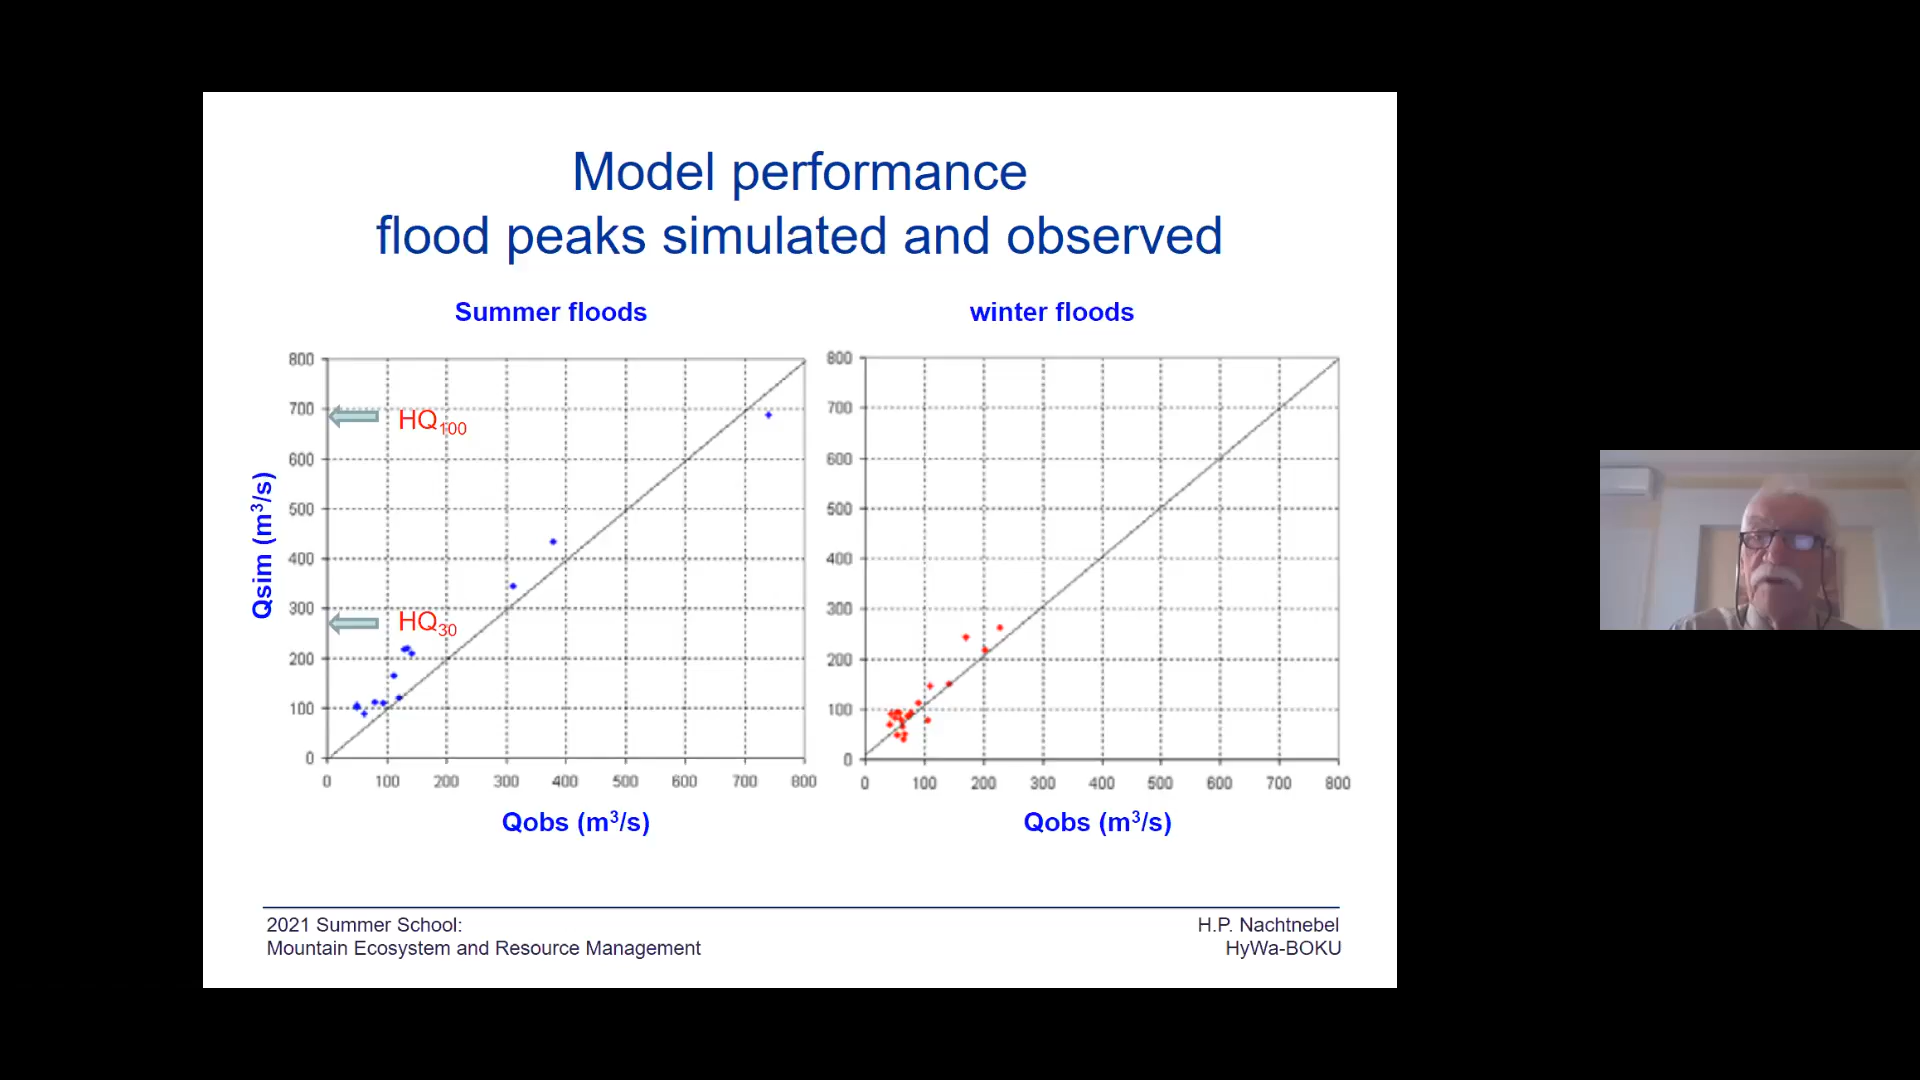 Model performance
flood peaks simulated and observed
Summer floods
winter floods
800
700
600
500
400
300
200
100
0
HQ100
HQ30
Qsim (m³/s)
0 100 200 300 400 500 600 700 800
Qobs (m³/s)
800
700
600
500
400
300
200
100
0
0 100 200 300 400 500 600 700 800
Qobs (m³/s)
2021 Summer School:
Mountain Ecosystem and Resource Management
H.P. Nachtnebel
HyWa-BOKU